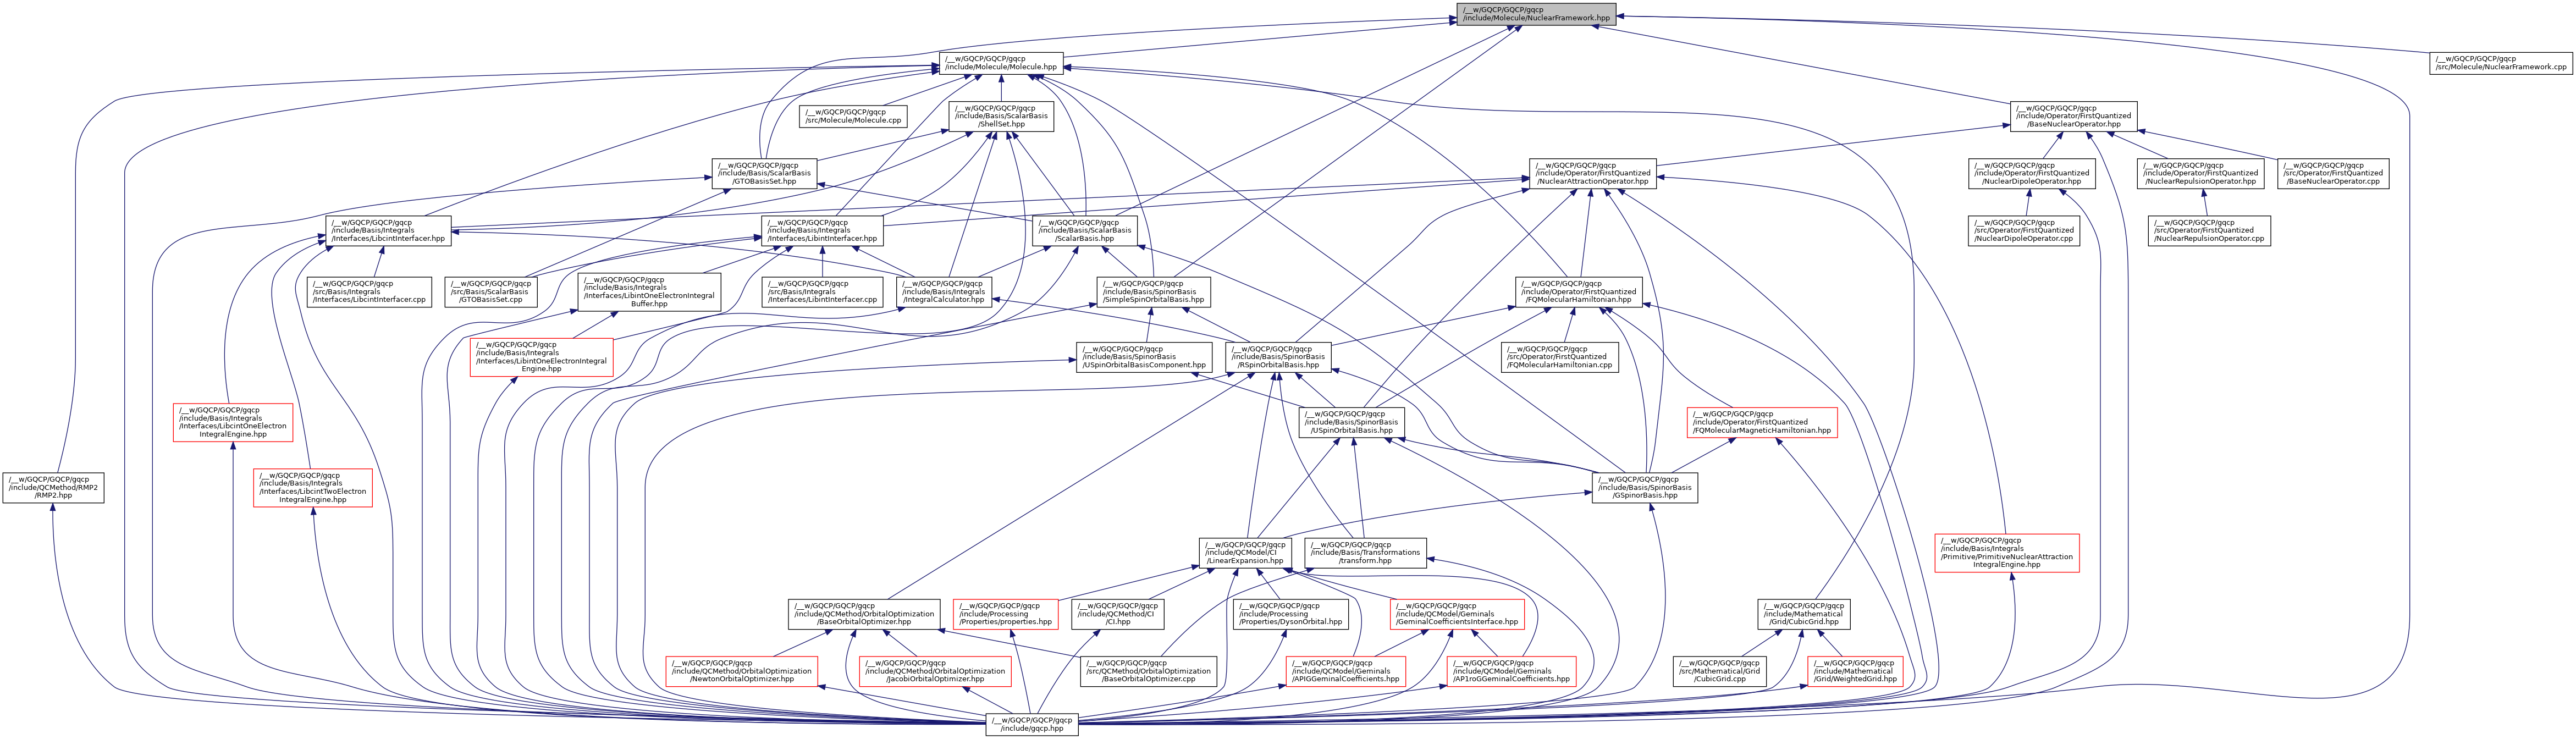 /__w/GQCP/GQCP/gqcp
/include/Molecule/NuclearFramework.hpp
/__w/GQCP/GQCP/gqcp
/include/Molecule/Molecule.hpp
/__w/GQCP/GQCP/gqcp
/src/Molecule/NuclearFramework.cpp
/__w/GQCP/GQCP/gqcp
/src/Molecule/Molecule.cpp
/__w/GQCP/GQCP/gqcp
/include/Basis/ScalarBasis
/ShellSet.hpp
/__w/GQCP/GQCP/gqcp
/include/Operator/FirstQuantized
/BaseNuclearOperator.hpp
/__w/GQCP/GQCP/gqcp
/include/Basis/ScalarBasis
/GTOBasisSet.hpp
/__w/GQCP/GQCP/gqcp
/include/Operator/FirstQuantized
/NuclearAttractionOperator.hpp
/__w/GQCP/GQCP/gqcp
/include/Operator/FirstQuantized
/NuclearDipoleOperator.hpp
/__w/GQCP/GQCP/gqcp
/include/Operator/FirstQuantized
/NuclearRepulsionOperator.hpp
/__w/GQCP/GQCP/gqcp
/src/Operator/FirstQuantized
/BaseNuclearOperator.cpp
/__w/GQCP/GQCP/gqcp
/include/Basis/Integrals
/Interfaces/LibcintInterfacer.hpp
/__w/GQCP/GQCP/gqcp
/include/Basis/Integrals
/Interfaces/LibintInterfacer.hpp
/__w/GQCP/GQCP/gqcp
/include/Basis/ScalarBasis
/ScalarBasis.hpp
/__w/GQCP/GQCP/gqcp
/src/Operator/FirstQuantized
/NuclearDipoleOperator.cpp
/__w/GQCP/GQCP/gqcp
/src/Operator/FirstQuantized
/NuclearRepulsionOperator.cpp
/__w/GQCP/GQCP/gqcp
/src/Basis/Integrals
/Interfaces/LibcintInterfacer.cpp
/__w/GQCP/GQCP/gqcp
/src/Basis/ScalarBasis
/GTOBasisSet.cpp
/__w/GQCP/GQCP/gqcp
/include/Basis/Integrals
/Interfaces/LibintOneElectronIntegral
Buffer.hpp
/__w/GQCP/GQCP/gqcp
/src/Basis/Integrals
/Interfaces/LibintInterfacer.cpp
/__w/GQCP/GQCP/gqcp
/include/Basis/Integrals
/IntegralCalculator.hpp
/__w/GQCP/GQCP/gqcp
/include/Basis/SpinorBasis
/SimpleSpinOrbitalBasis.hpp
/__w/GQCP/GQCP/gqcp
/include/Operator/FirstQuantized
/FQMolecularHamiltonian.hpp
/__w/GQCP/GQCP/gqcp
/include/Basis/Integrals
/Interfaces/LibintOneElectronIntegral
Engine.hpp
/__w/GQCP/GQCP/gqcp
/include/Basis/SpinorBasis
/USpinOrbitalBasisComponent.hpp
/__w/GQCP/GQCP/gqcp
/include/Basis/SpinorBasis
/RSpinOrbitalBasis.hpp
/__w/GQCP/GQCP/gqcp
/src/Operator/FirstQuantized
/FQMolecularHamiltonian.cpp
/__w/GQCP/GQCP/gqcp
/include/Basis/Integrals
/Interfaces/LibcintOneElectron
IntegralEngine.hpp
/__w/GQCP/GQCP/gqcp
/include/Basis/SpinorBasis
/USpinOrbitalBasis.hpp
/__w/GQCP/GQCP/gqcp
/include/Operator/FirstQuantized
/FQMolecularMagneticHamiltonian.hpp
/__w/GQCP/GQCP/gqcp
/include/QCMethod/RMP2
/RMP2.hpp
/__w/GQCP/GQCP/gqcp
/include/Basis/Integrals
/Interfaces/LibcintTwoElectron
IntegralEngine.hpp
/__w/GQCP/GQCP/gqcp
/include/Basis/SpinorBasis
/GSpinorBasis.hpp
/__w/GQCP/GQCP/gqcp
/include/QCModel/CI
/LinearExpansion.hpp
/__w/GQCP/GQCP/gqcp
/include/Basis/Transformations
/transform.hpp
/__w/GQCP/GQCP/gqcp
/include/Basis/Integrals
/Primitive/PrimitiveNuclearAttraction
IntegralEngine.hpp
/__w/GQCP/GQCP/gqcp
/include/QCMethod/OrbitalOptimization
/BaseOrbitalOptimizer.hpp
/__w/GQCP/GQCP/gqcp
/include/Processing
/Properties/properties.hpp
/__w/GQCP/GQCP/gqcp
/include/QCMethod/CI
/CI.hpp
/__w/GQCP/GQCP/gqcp
/include/Processing
/Properties/DysonOrbital.hpp
/__w/GQCP/GQCP/gqcp
/include/QCModel/Geminals
/GeminalCoefficientsInterface.hpp
/__w/GQCP/GQCP/gqcp
/include/Mathematical
/Grid/CubicGrid.hpp
/__w/GQCP/GQCP/gqcp
/include/QCMethod/OrbitalOptimization
/NewtonOrbitalOptimizer.hpp
/__w/GQCP/GQCP/gqcp
/include/QCMethod/OrbitalOptimization
/JacobiOrbitalOptimizer.hpp
/__w/GQCP/GQCP/gqcp
/src/QCMethod/OrbitalOptimization
/BaseOrbitalOptimizer.cpp
/__w/GQCP/GQCP/gqcp
/include/QCModel/Geminals
/APIGGeminalCoefficients.hpp
/__w/GQCP/GQCP/gqcp
/include/QCModel/Geminals
/AP1roGGeminalCoefficients.hpp
/__w/GQCP/GQCP/gqcp
/src/Mathematical/Grid
/CubicGrid.cpp
/__w/GQCP/GQCP/gqcp
/include/Mathematical
/Grid/WeightedGrid.hpp
/__w/GQCP/GQCP/gqcp
/include/gqcp.hpp